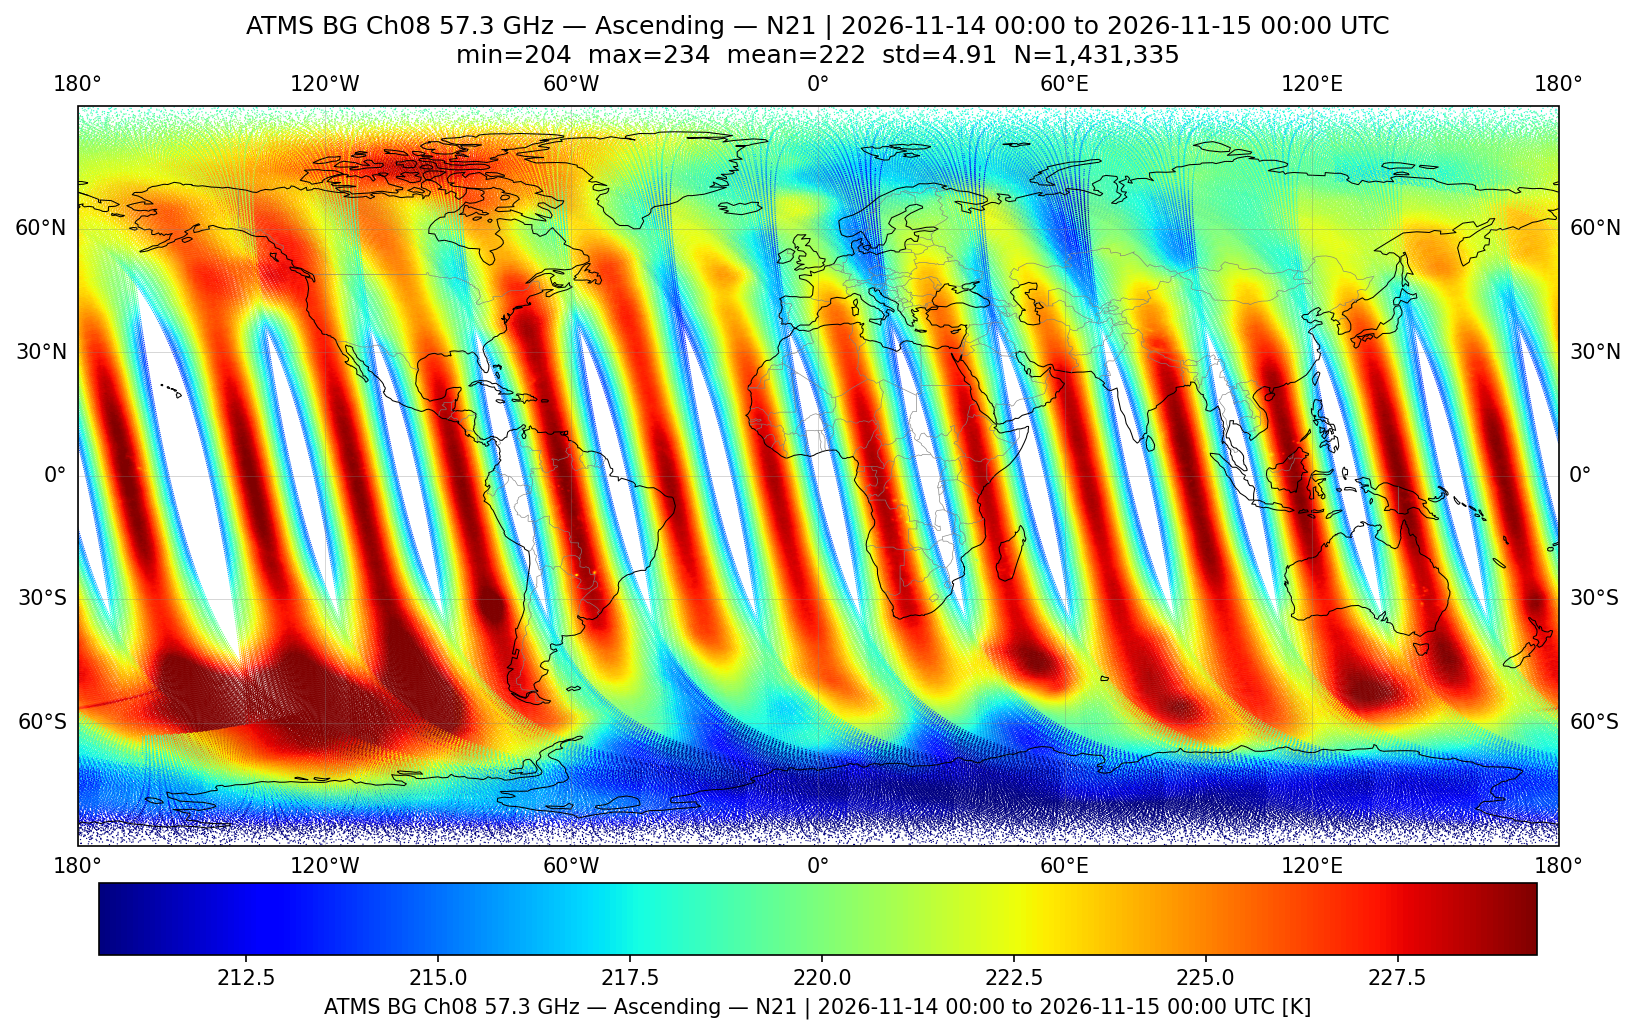 ATMS BG Ch08 57.3 GHz — Ascending — N21 | 2026-11-14 00:00 to 2026-11-15 00:00 UTC
min=204  max=234  mean=222  std=4.91  N=1,431,335
180° 120°W 60°W 0° 60°E 120°E 180°
60°N 60°N
30°N 30°N
0° 0°
30°S 30°S
60°S 60°S
180° 120°W 60°W 0° 60°E 120°E 180°
212.5 215.0 217.5 220.0 222.5 225.0 227.5
ATMS BG Ch08 57.3 GHz — Ascending — N21 | 2026-11-14 00:00 to 2026-11-15 00:00 UTC [K]